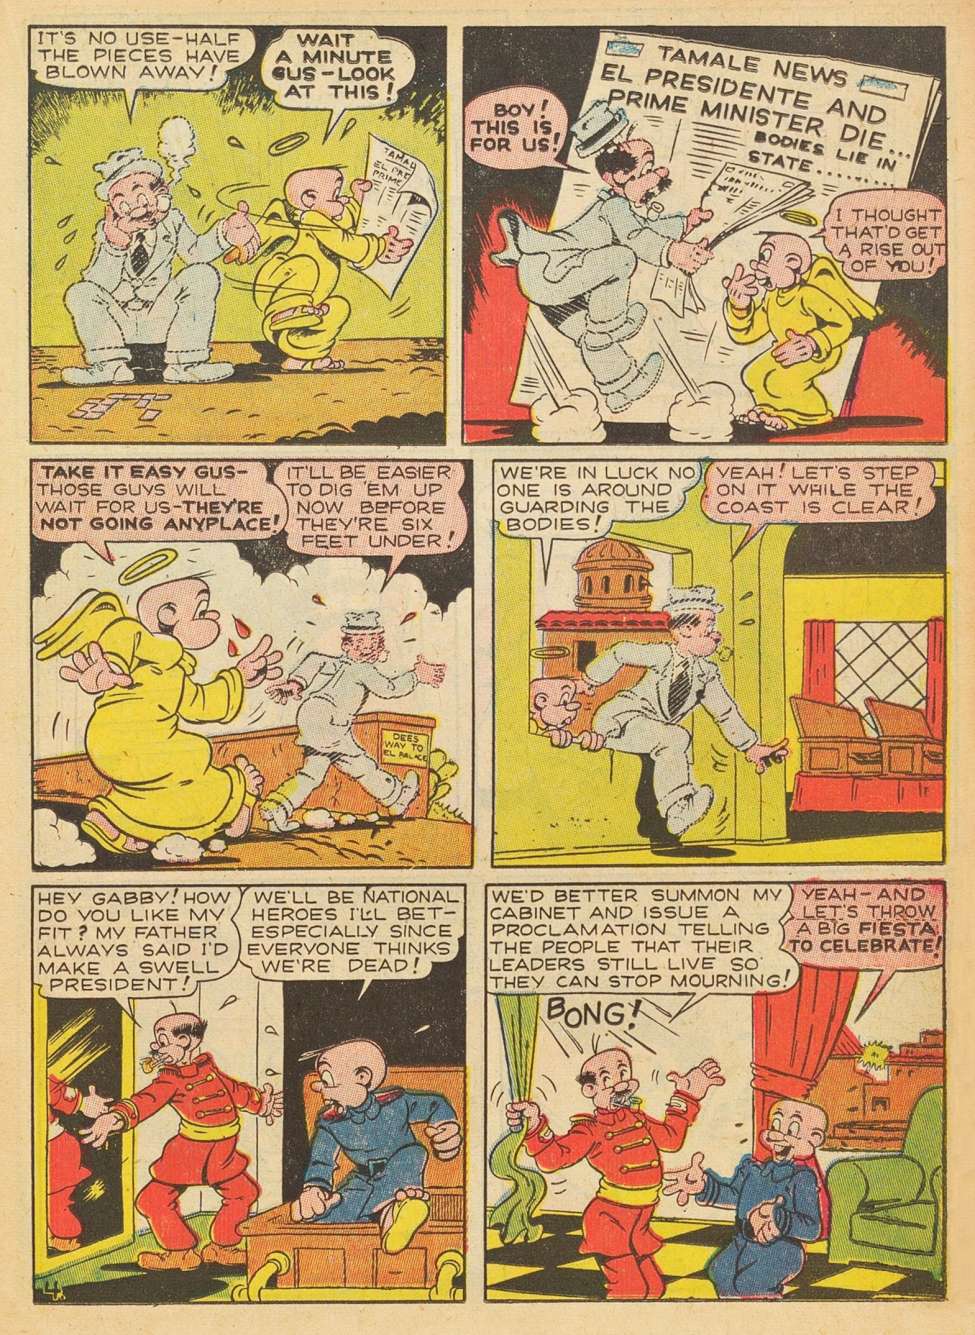 IT'S NO USE-HALF
THE PIECES HAVE
BLOWN AWAY!
WAIT
A MINUTE
GUS-LOOK
AT THIS!
TAMAL
EL PRE
PRIME
BOY!
THIS IS
FOR US!
TAMALE NEWS
EL PRESIDENTE AND
PRIME MINISTER DIE...
BODIES LIE IN
STATE.........
I THOUGHT
THAT'D GET
A RISE OUT
OF YOU!
TAKE IT EASY GUS-
THOSE GUYS WILL
WAIT FOR US-THEY'RE
NOT GOING ANYPLACE!
IT'LL BE EASIER
TO DIG 'EM UP
NOW BEFORE
THEY'RE SIX
FEET UNDER!
DEES
WAY TO
EL PALACE
WE'RE IN LUCK NO
ONE IS AROUND
GUARDING THE
BODIES!
YEAH! LET'S STEP
ON IT WHILE THE
COAST IS CLEAR!
HEY GABBY! HOW
DO YOU LIKE MY
FIT? MY FATHER
ALWAYS SAID I'D
MAKE A SWELL
PRESIDENT!
WE'LL BE NATIONAL
HEROES I'LL BET-
ESPECIALLY SINCE
EVERYONE THINKS
WE'RE DEAD!
4
WE'D BETTER SUMMON MY
CABINET AND ISSUE A
PROCLAMATION TELLING
THE PEOPLE THAT THEIR
LEADERS STILL LIVE SO
THEY CAN STOP MOURNING!
YEAH-AND
LET'S THROW
A BIG FIESTA
TO CELEBRATE!
BONG!